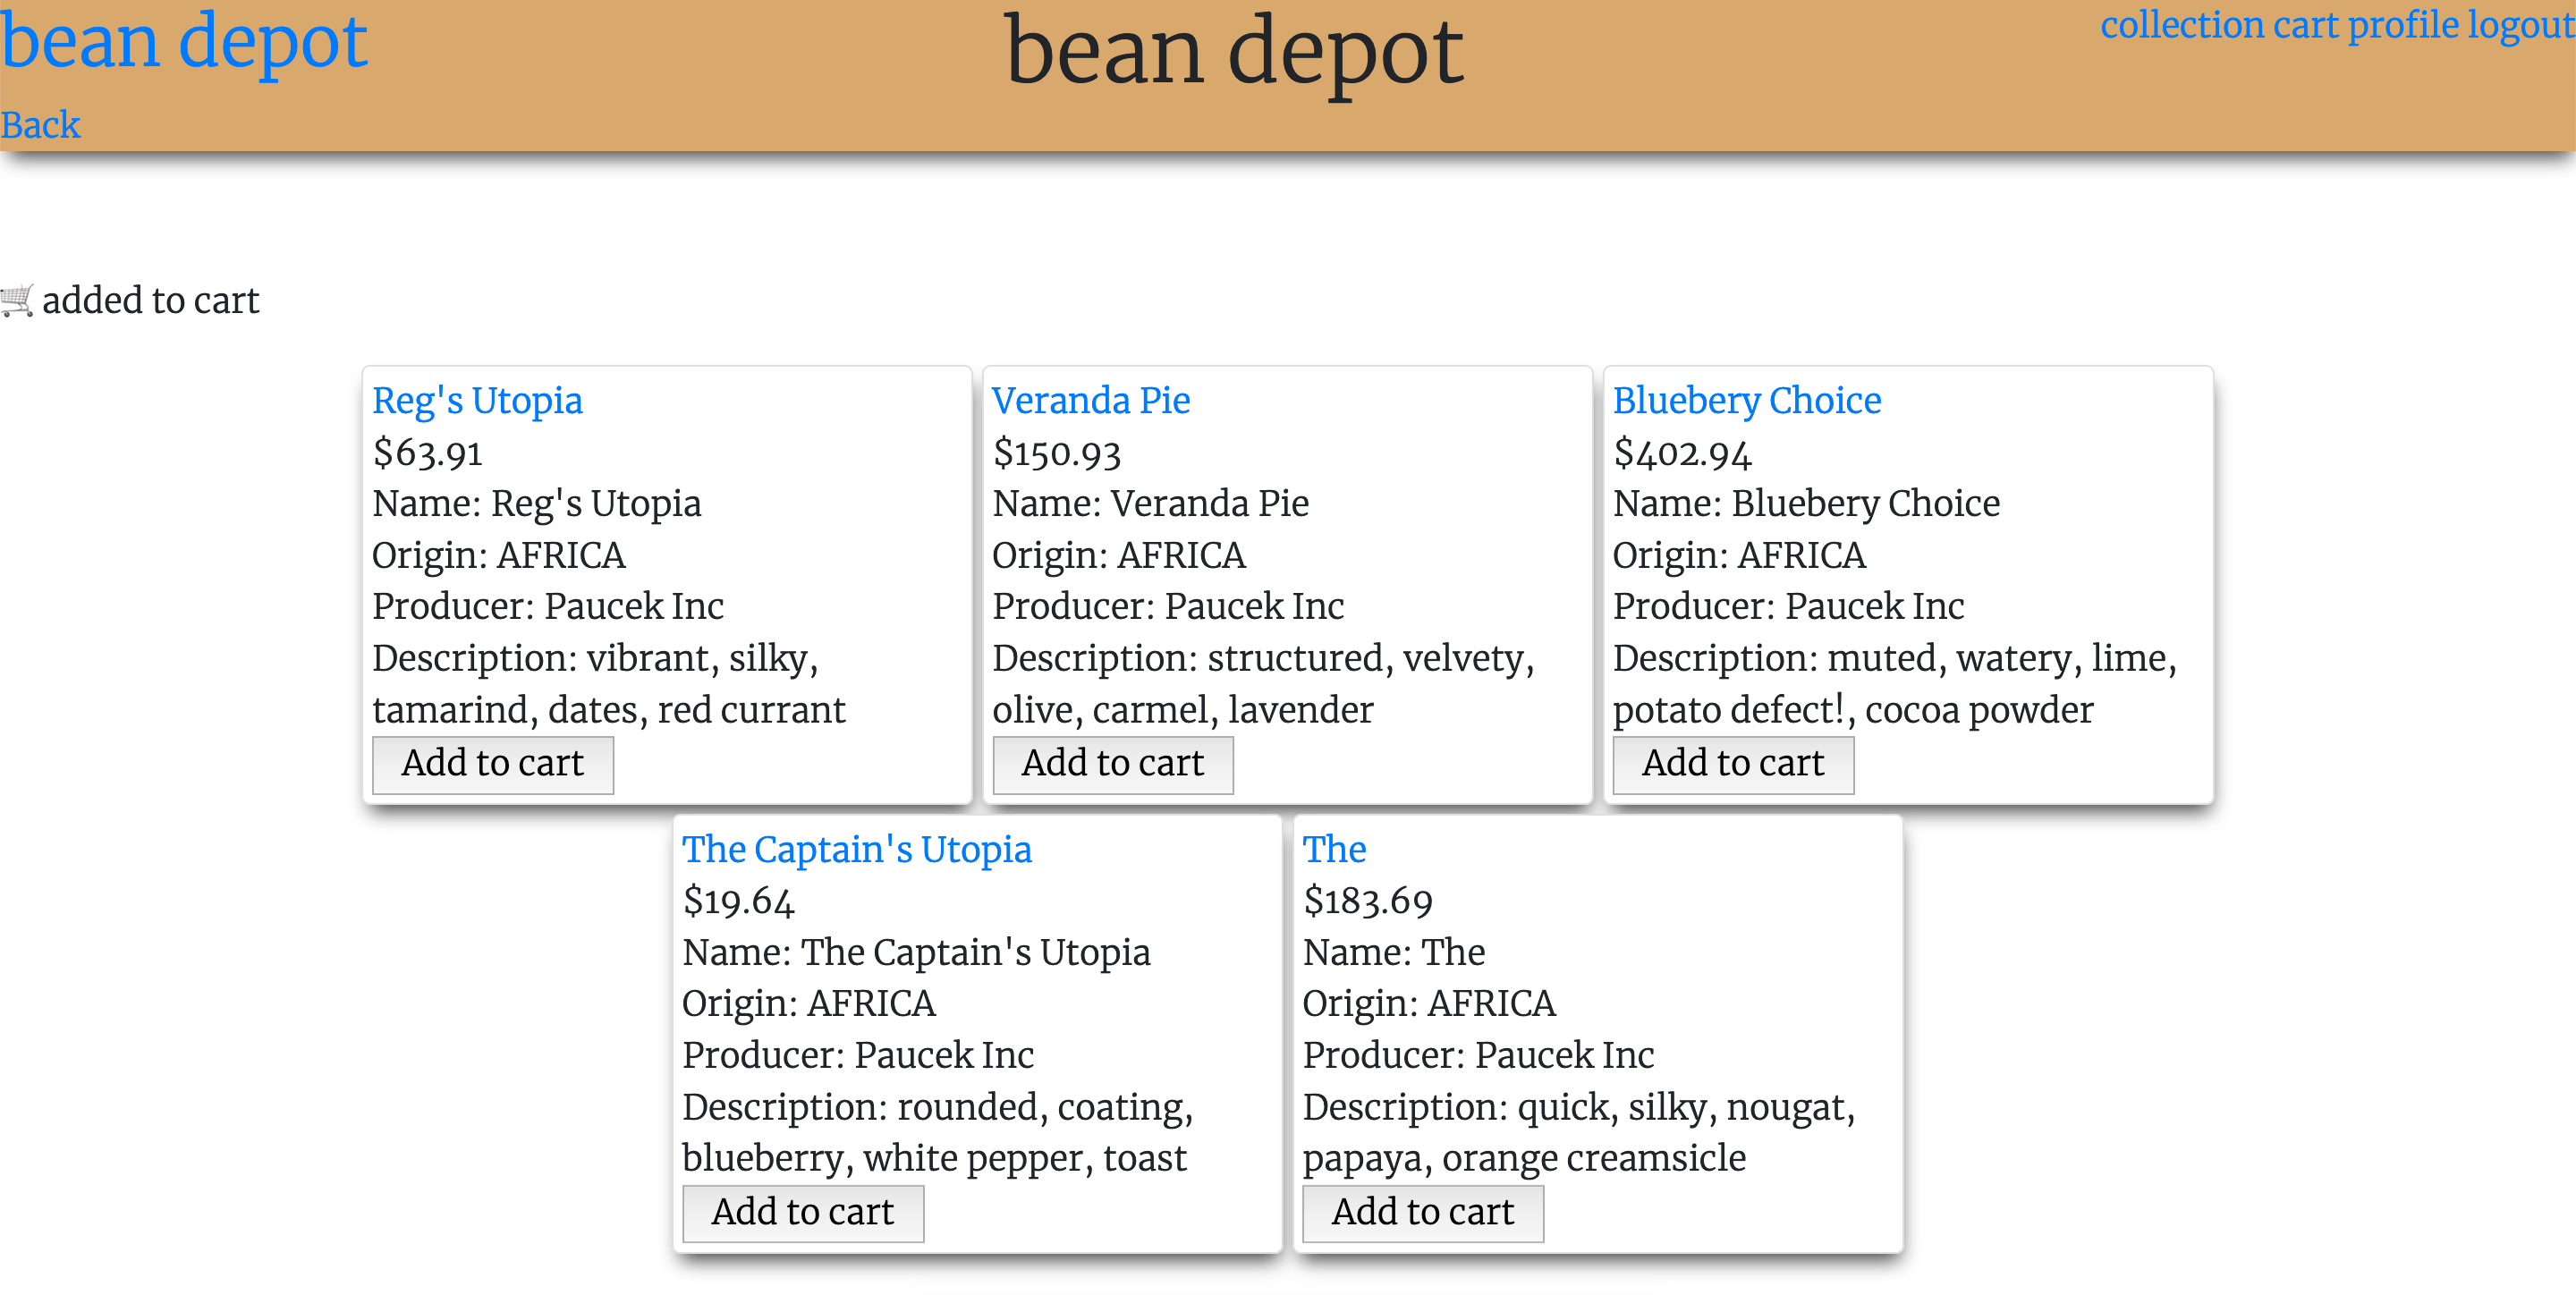 bean depot
bean depot
collection cart profile logout
Back
added to cart
Reg's Utopia
$63.91
Name: Reg's Utopia
Origin: AFRICA
Producer: Paucek Inc
Description: vibrant, silky,
tamarind, dates, red currant
Add to cart
Veranda Pie
$150.93
Name: Veranda Pie
Origin: AFRICA
Producer: Paucek Inc
Description: structured, velvety,
olive, carmel, lavender
Add to cart
Bluebery Choice
$402.94
Name: Bluebery Choice
Origin: AFRICA
Producer: Paucek Inc
Description: muted, watery, lime,
potato defect!, cocoa powder
Add to cart
The Captain's Utopia
$19.64
Name: The Captain's Utopia
Origin: AFRICA
Producer: Paucek Inc
Description: rounded, coating,
blueberry, white pepper, toast
Add to cart
The
$183.69
Name: The
Origin: AFRICA
Producer: Paucek Inc
Description: quick, silky, nougat,
papaya, orange creamsicle
Add to cart